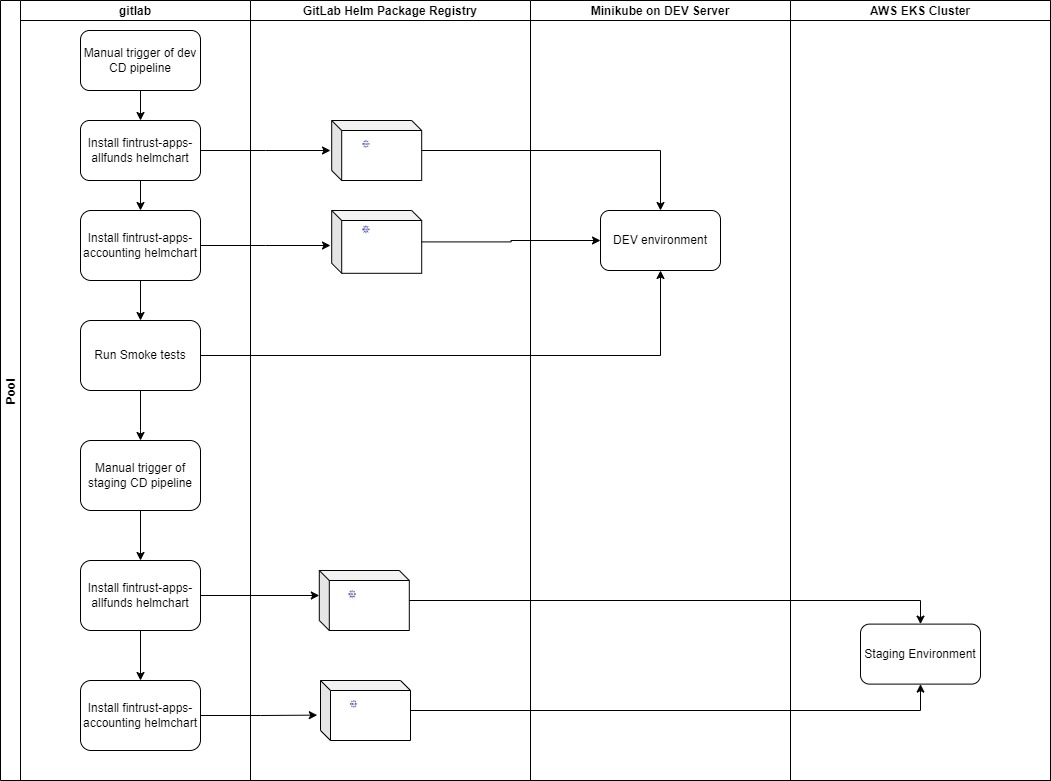 gitlab
GitLab Helm Package Registry
Minikube on DEV Server
AWS EKS Cluster
Pool
Manual trigger of dev
CD pipeline
Install fintrust-apps-
allfunds helmchart
Install fintrust-apps-
accounting helmchart
DEV environment
Run Smoke tests
Manual trigger of
staging CD pipeline
Install fintrust-apps-
allfunds helmchart
Staging Environment
Install fintrust-apps-
accounting helmchart